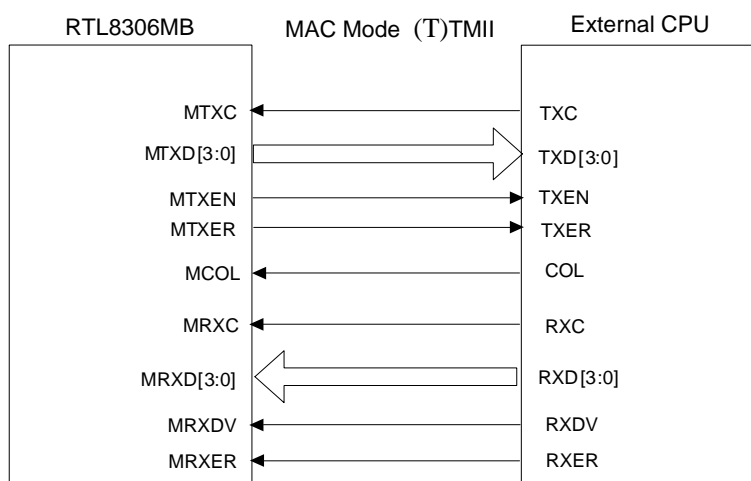 RTL8306MB MAC Mode (T)TMII External CPU
MTXC TXC
MTXD[3:0] TXD[3:0]
MTXEN TXEN
MTXER TXER
MCOL COL
MRXC RXC
MRXD[3:0] RXD[3:0]
MRXDV RXDV
MRXER RXER